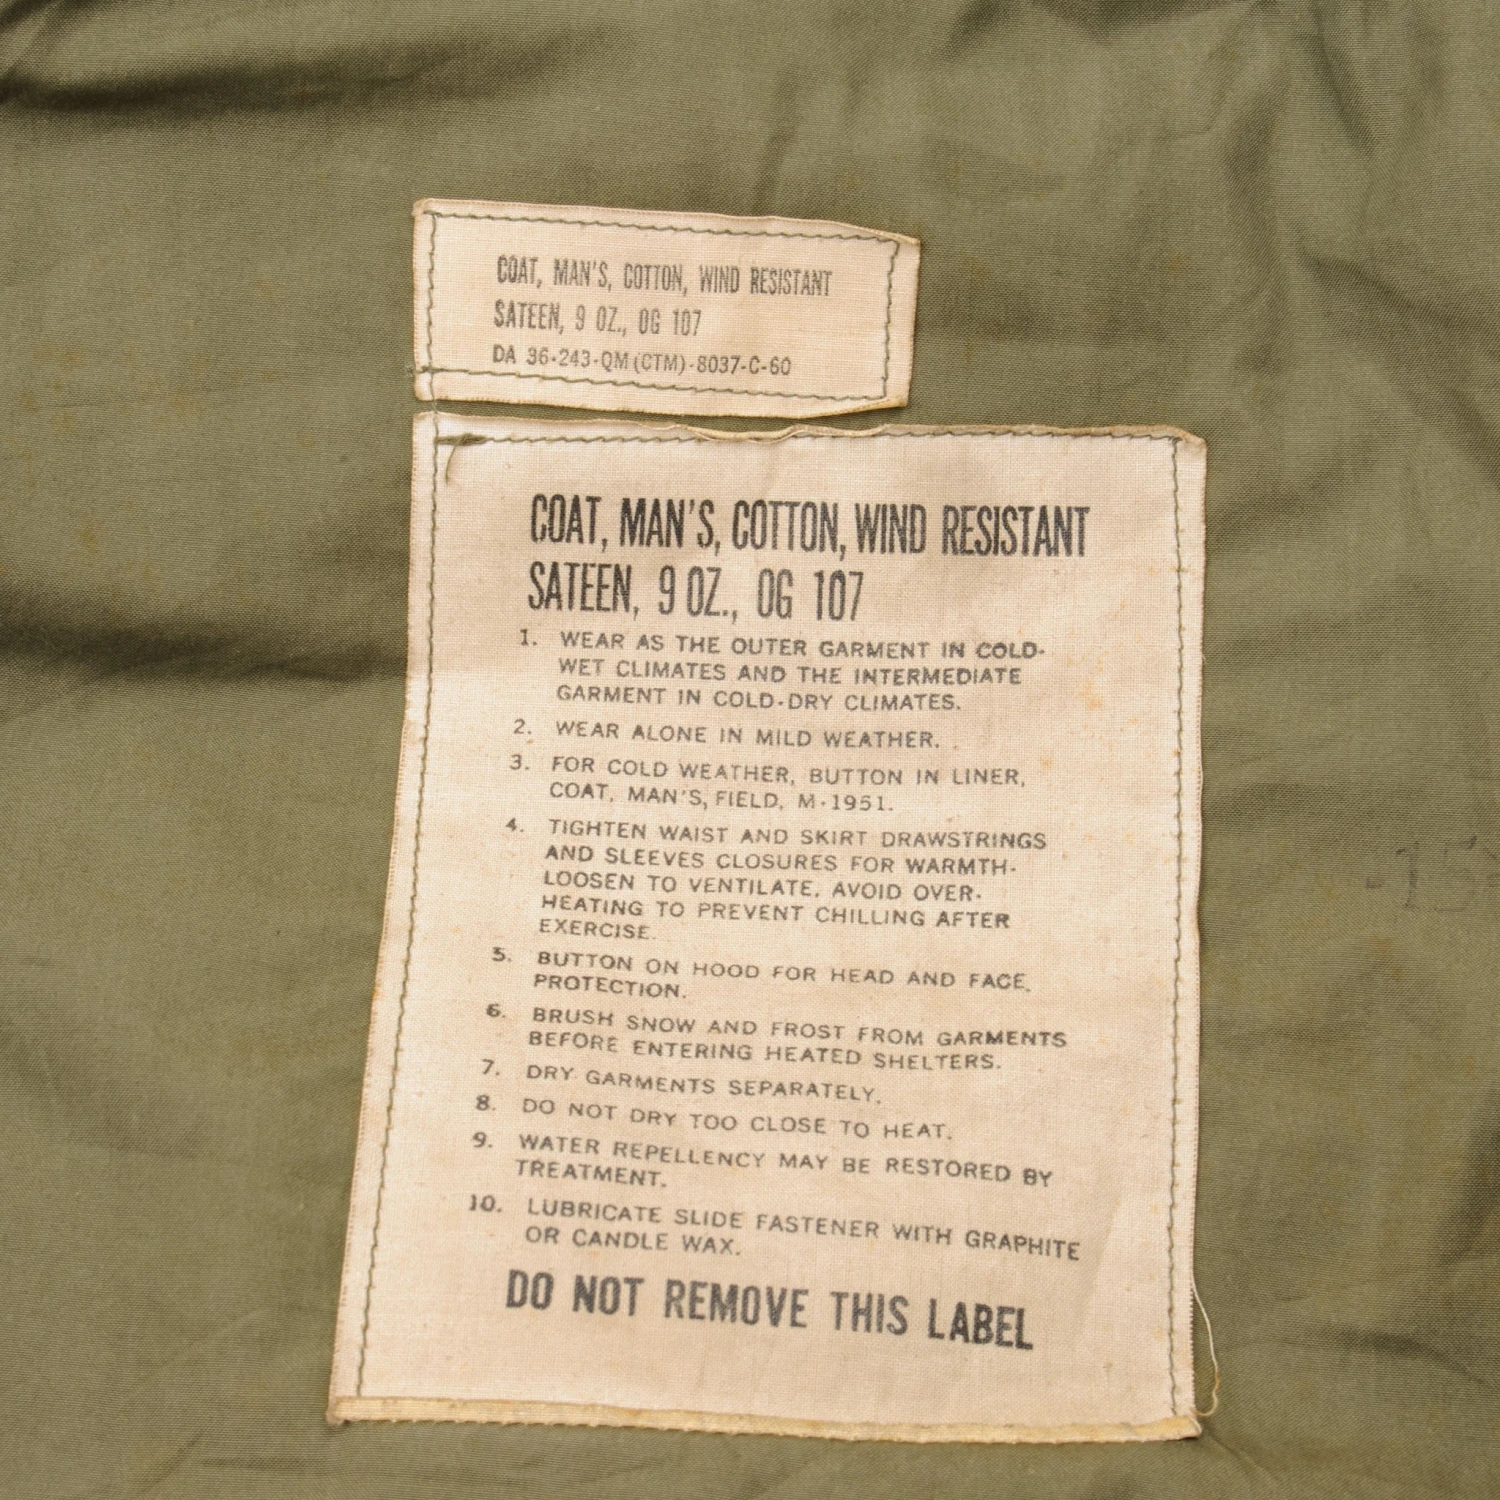 COAT, MAN'S, COTTON, WIND RESISTANT
SATEEN, 9 OZ., OG 107
DA 36-243-QM(CTM)-8037-C-60
COAT, MAN'S, COTTON, WIND RESISTANT
SATEEN, 9 OZ., OG 107
1. WEAR AS THE OUTER GARMENT IN COLD-
WET CLIMATES AND THE INTERMEDIATE
GARMENT IN COLD-DRY CLIMATES.
2. WEAR ALONE IN MILD WEATHER.
3. FOR COLD WEATHER, BUTTON IN LINER,
COAT, MAN'S, FIELD, M-1951.
4. TIGHTEN WAIST AND SKIRT DRAWSTRINGS
AND SLEEVES CLOSURES FOR WARMTH-
LOOSEN TO VENTILATE. AVOID OVER-
HEATING TO PREVENT CHILLING AFTER
EXERCISE.
5. BUTTON ON HOOD FOR HEAD AND FACE.
PROTECTION.
6. BRUSH SNOW AND FROST FROM GARMENTS
BEFORE ENTERING HEATED SHELTERS.
7. DRY GARMENTS SEPARATELY.
8. DO NOT DRY TOO CLOSE TO HEAT.
9. WATER REPELLENCY MAY BE RESTORED BY
TREATMENT.
10. LUBRICATE SLIDE FASTENER WITH GRAPHITE
OR CANDLE WAX.
DO NOT REMOVE THIS LABEL